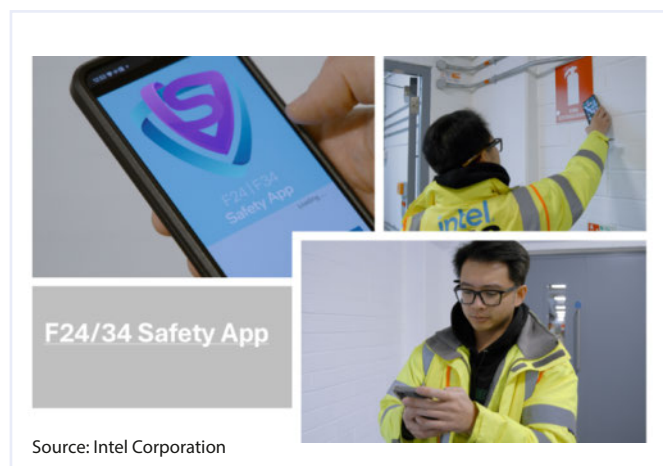 F24 | F34
Safety App
Loading...
intel
F24/34 Safety App
Source: Intel Corporation